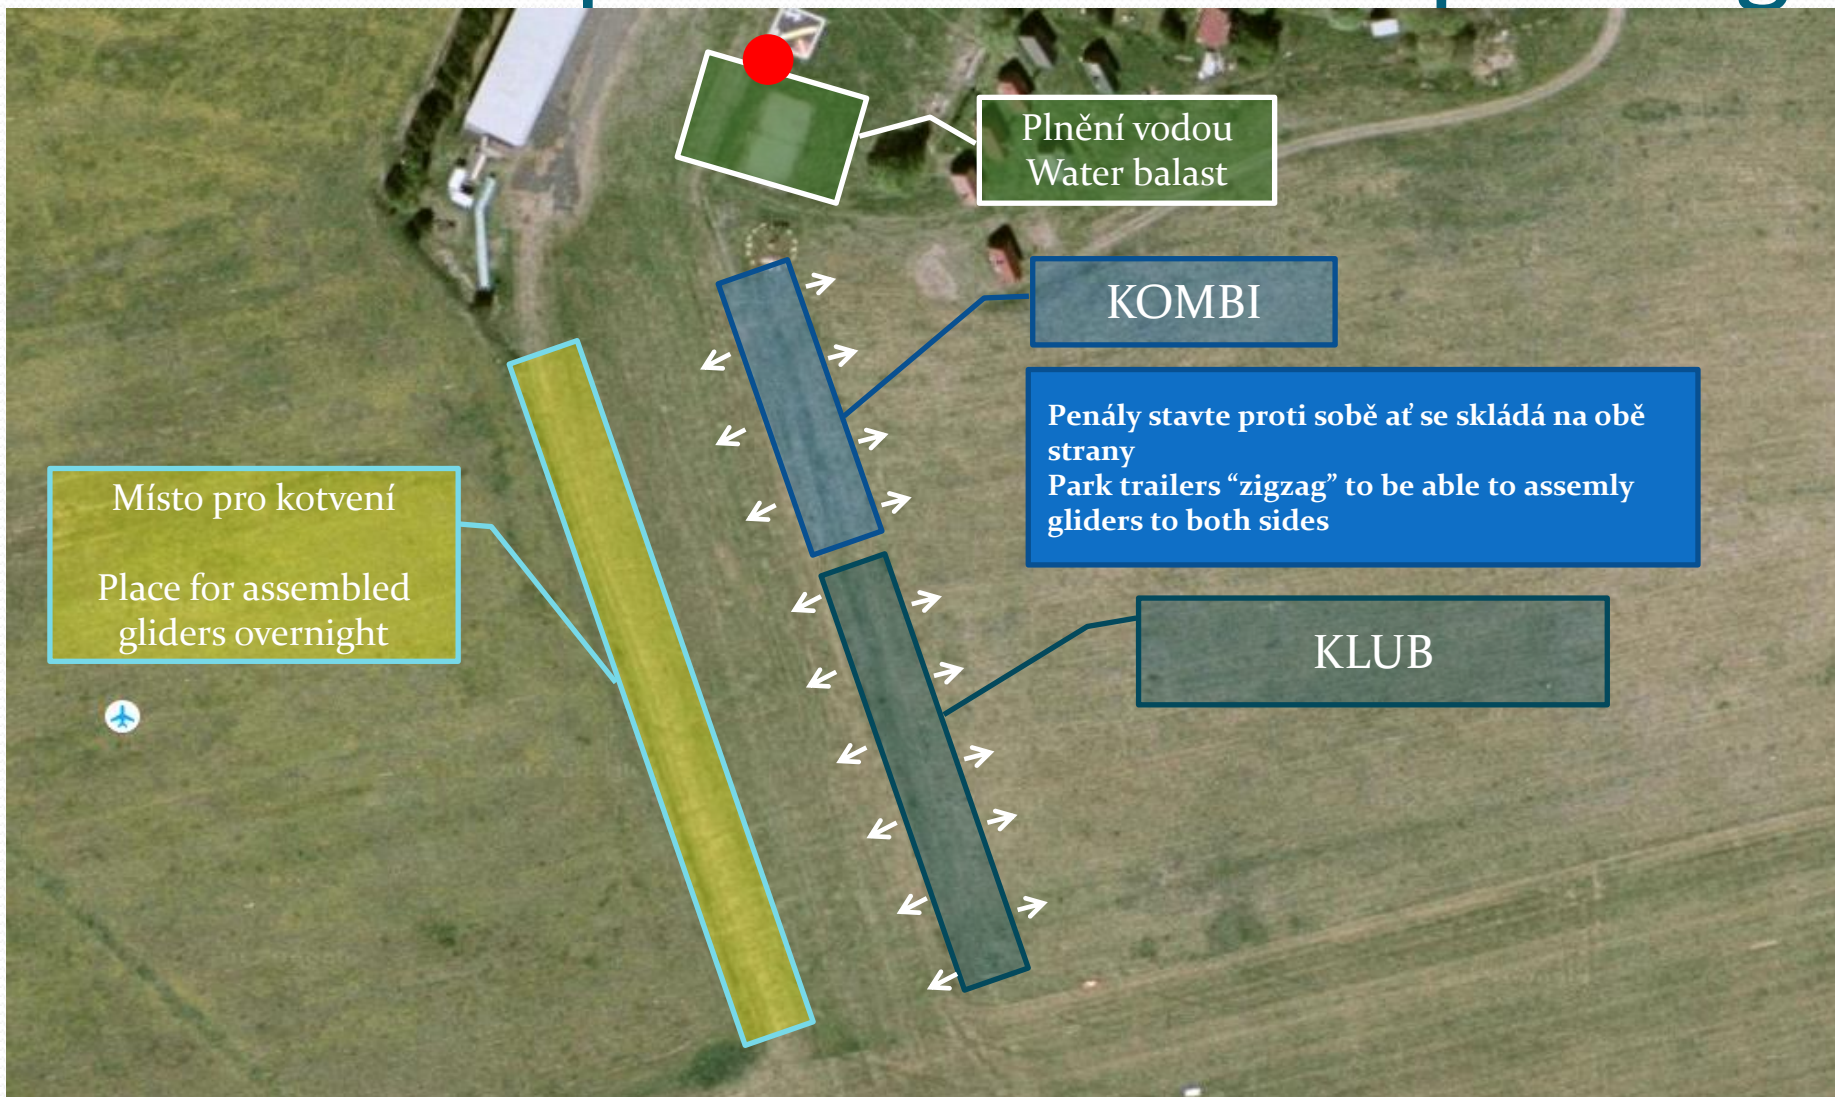 Plnění vodou
Water balast
KOMBI
Penály stavte proti sobě ať se skládá na obě
strany
Park trailers “zigzag” to be able to assemly
gliders to both sides
Místo pro kotvení
Place for assembled
gliders overnight
KLUB